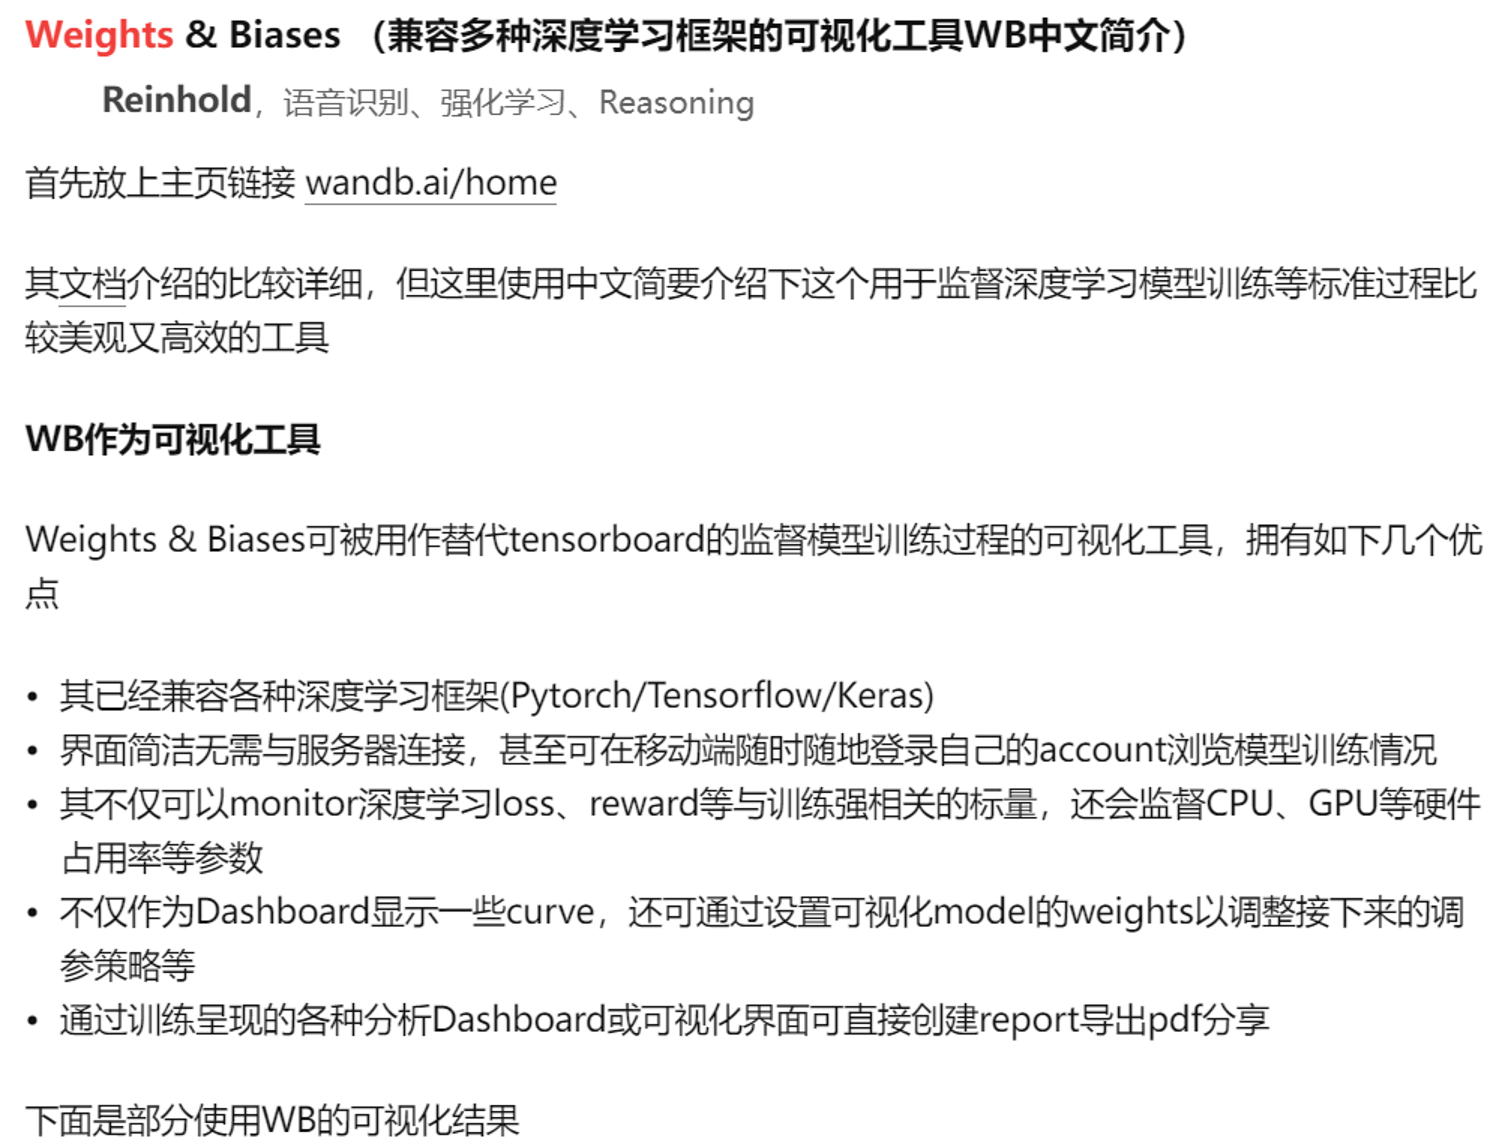 Weights & Biases （兼容多种深度学习框架的可视化工具WB中文简介）
Reinhold，语音识别、强化学习、Reasoning
首先放上主页链接 wandb.ai/home
其文档介绍的比较详细，但这里使用中文简要介绍下这个用于监督深度学习模型训练等标准过程比
较美观又高效的工具
WB作为可视化工具
Weights & Biases可被用作替代tensorboard的监督模型训练过程的可视化工具，拥有如下几个优
点
• 其已经兼容各种深度学习框架(Pytorch/Tensorflow/Keras)
• 界面简洁无需与服务器连接，甚至可在移动端随时随地登录自己的account浏览模型训练情况
• 其不仅可以monitor深度学习loss、reward等与训练强相关的标量，还会监督CPU、GPU等硬件
占用率等参数
• 不仅作为Dashboard显示一些curve，还可通过设置可视化model的weights以调整接下来的调
参策略等
• 通过训练呈现的各种分析Dashboard或可视化界面可直接创建report导出pdf分享
下面是部分使用WB的可视化结果